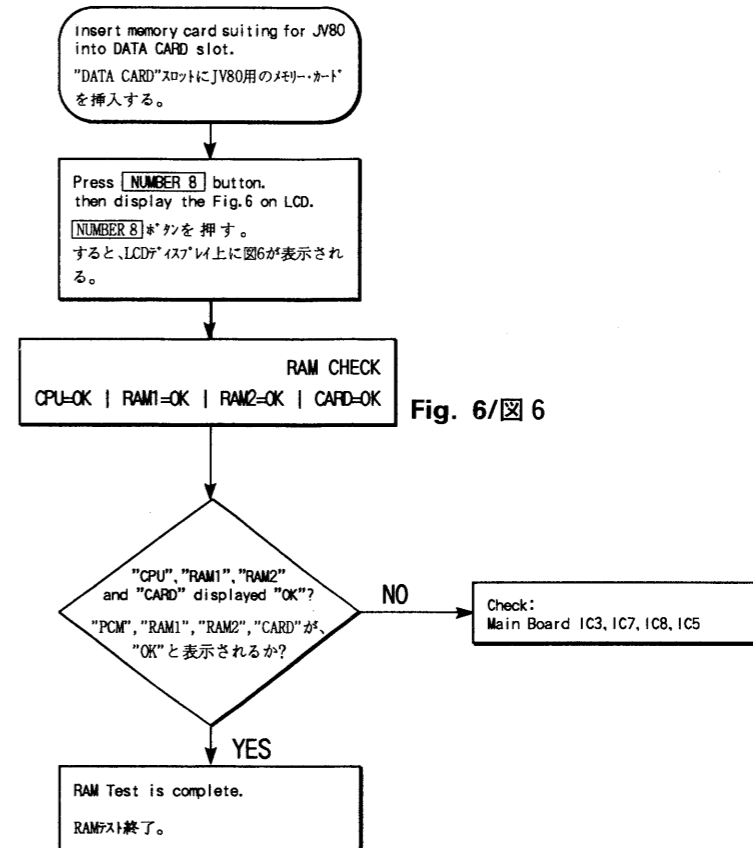 Insert memory card suiting for JV80
into DATA CARD slot.
"DATA CARD"スロットにJV80用のメモリー・カード
を挿入する。
Press NUMBER 8 button.
then display the Fig.6 on LCD.
NUMBER 8 ボタンを押す。
すると、LCDディスプレイ上に図6が表示され
る。
RAM CHECK
CPU=OK | RAM1=OK | RAM2=OK | CARD=OK
Fig. 6/図 6
"CPU","RAM1","RAM2"
and "CARD" displayed "OK"?
"PCM","RAM1","RAM2","CARD"が、
"OK"と表示されるか?
NO
Check:
Main Board IC3,IC7,IC8,IC5
YES
RAM Test is complete.
RAMテスト終了。